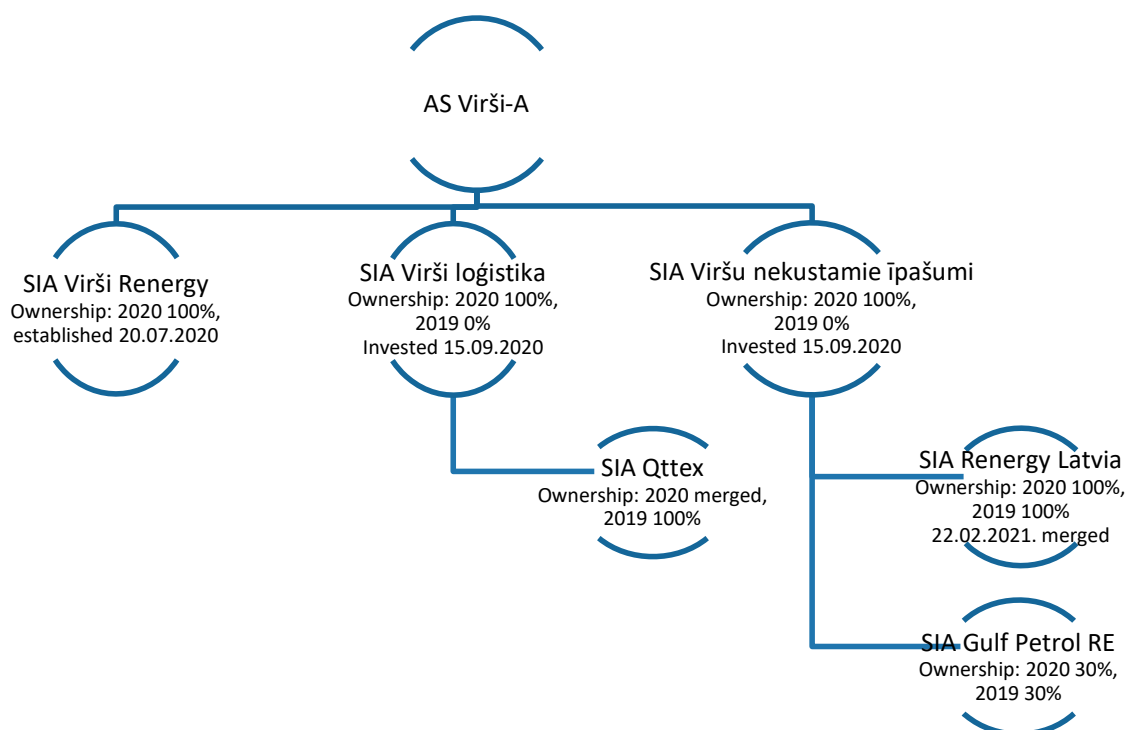 AS Virši-A
SIA Virši Renergy
Ownership: 2020 100%,
established 20.07.2020
SIA Virši loģistika
Ownership: 2020 100%,
2019 0%
Invested 15.09.2020
SIA Viršu nekustamie īpašumi
Ownership: 2020 100%,
2019 0%
Invested 15.09.2020
SIA Qttex
Ownership: 2020 merged,
2019 100%
SIA Renergy Latvia
Ownership: 2020 100%,
2019 100%
22.02.2021. merged
SIA Gulf Petrol RE
Ownership: 2020 30%,
2019 30%